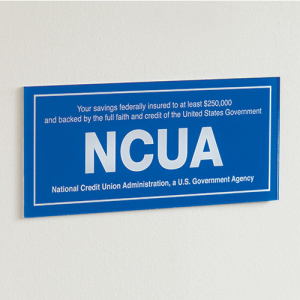 Your savings federally insured to at least $250,000
and backed by the full faith and credit of the United States Government
NCUA
National Credit Union Administration, a U.S. Government Agency